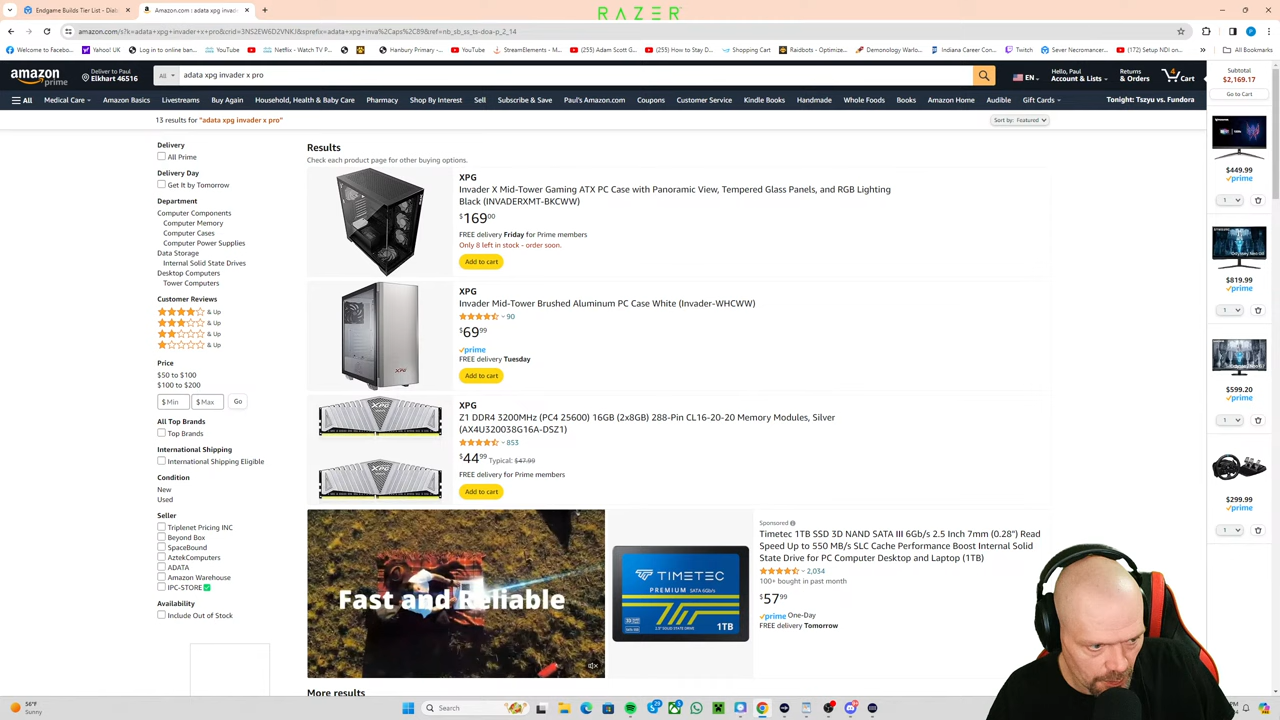 RAZER
Endgame Builds Tier List - Datab
Amazon.com : adata xpg invad
amazon.com/s?k=adata+xpg+invader+x+pro&crid=3NS2EW6D2VNKJ&sprefix=adata+xpg+inva%2Caps%2C89&ref=nb_sb_ss_ts-doa-p_2_14
Welcome to Faceboo...
Yahoo! UK
Log in to online ban...
YouTube
Netflix - Watch TV P...
Hanbury Primary -...
StreamElements - M...
(255) Adam Scott G...
(255) How to Stay D...
Shopping Cart
Raidbots - Optimize...
Demonology Warlo...
Indiana Career Conn...
Twitch
Sever Necromancer...
(172) Setup NDI on...
All Bookmarks
amazon prime
Deliver to Paul
Elkhart 46516
All
adata xpg invader x pro
EN
Hello, Paul
Account & Lists
Returns
& Orders
4
Cart
All
Medical Care
Amazon Basics
Livestreams
Buy Again
Household, Health & Baby Care
Pharmacy
Shop By Interest
Sell
Subscribe & Save
Paul's Amazon.com
Coupons
Customer Service
Kindle Books
Handmade
Whole Foods
Books
Amazon Home
Audible
Gift Cards
Tonight: Tszyu vs. Fundora
13 results for "adata xpg invader x pro"
Sort by: Featured
Delivery
All Prime
Delivery Day
Get It by Tomorrow
Department
Computer Components
Computer Memory
Computer Cases
Computer Power Supplies
Data Storage
Internal Solid State Drives
Desktop Computers
Tower Computers
Customer Reviews
& Up
& Up
& Up
& Up
Price
$50 to $100
$100 to $200
$ Min
$ Max
Go
All Top Brands
Top Brands
International Shipping
International Shipping Eligible
Condition
New
Used
Seller
Triplenet Pricing INC
Beyond Box
SpaceBound
AztekComputers
ADATA
Amazon Warehouse
IPC-STORE
Availability
Include Out of Stock
Results
Check each product page for other buying options.
XPG
Invader X Mid-Tower Gaming ATX PC Case with Panoramic View, Tempered Glass Panels, and RGB Lighting
Black (INVADERXMT-BKCWW)
$169.00
FREE delivery Friday for Prime members
Only 8 left in stock - order soon.
Add to cart
XPG
Invader Mid-Tower Brushed Aluminum PC Case White (Invader-WHCWW)
90
$69.99
prime
FREE delivery Tuesday
Add to cart
XPG
Z1 DDR4 3200MHz (PC4 25600) 16GB (2x8GB) 288-Pin CL16-20-20 Memory Modules, Silver
(AX4U320038G16A-DSZ1)
853
$44.99 Typical: $47.99
FREE delivery for Prime members
Add to cart
Fast and Reliable
TIMETEC
PREMIUM SATA 6Gb/s
1TB
Sponsored
Timetec 1TB SSD 3D NAND SATA III 6Gb/s 2.5 Inch 7mm (0.28") Read
Speed Up to 550 MB/s SLC Cache Performance Boost Internal Solid
State Drive for PC Computer Desktop and Laptop (1TB)
2,034
100+ bought in past month
$57.99
prime One-Day
FREE delivery Tomorrow
More results
Subtotal
$2,169.17
Go to Cart
$449.99
prime
1
$819.99
prime
1
$599.20
prime
1
$299.99
prime
1
56°F
Sunny
Search